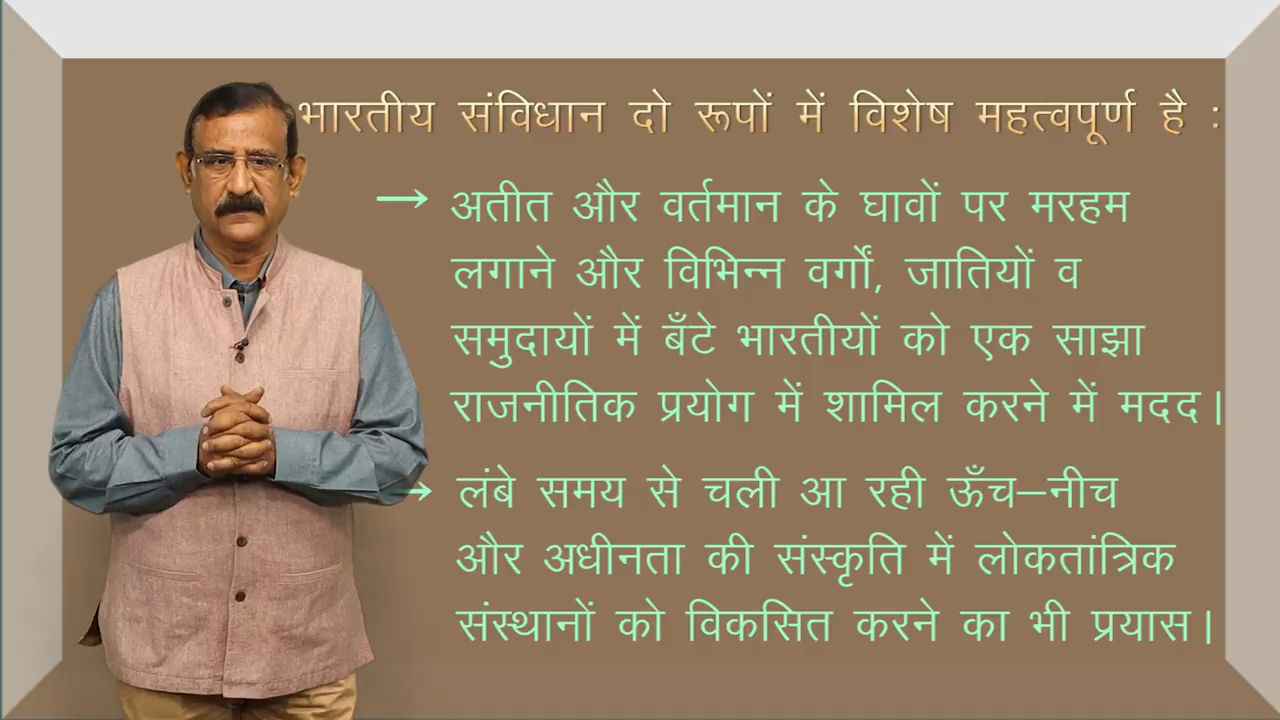 भारतीय संविधान दो रूपों में विशेष महत्वपूर्ण है :
→ अतीत और वर्तमान के घावों पर मरहम
लगाने और विभिन्न वर्गों, जातियों व
समुदायों में बँटे भारतीयों को एक साझा
राजनीतिक प्रयोग में शामिल करने में मदद।
→ लंबे समय से चली आ रही ऊँच–नीच
और अधीनता की संस्कृति में लोकतांत्रिक
संस्थानों को विकसित करने का भी प्रयास।